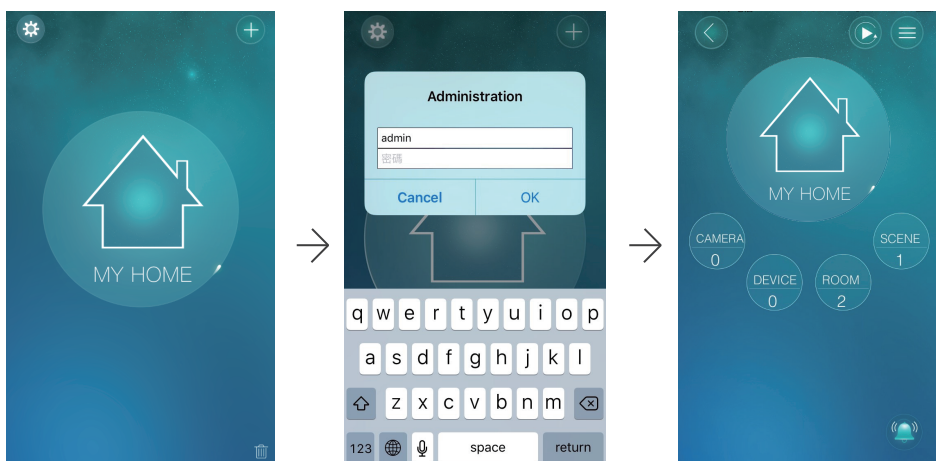 MY HOME
Administration
admin
密碼
Cancel
OK
q w e r t y u i o p
a s d f g h j k l
z x c v b n m
123
space
return
MY HOME
CAMERA
0
DEVICE
0
ROOM
2
SCENE
1